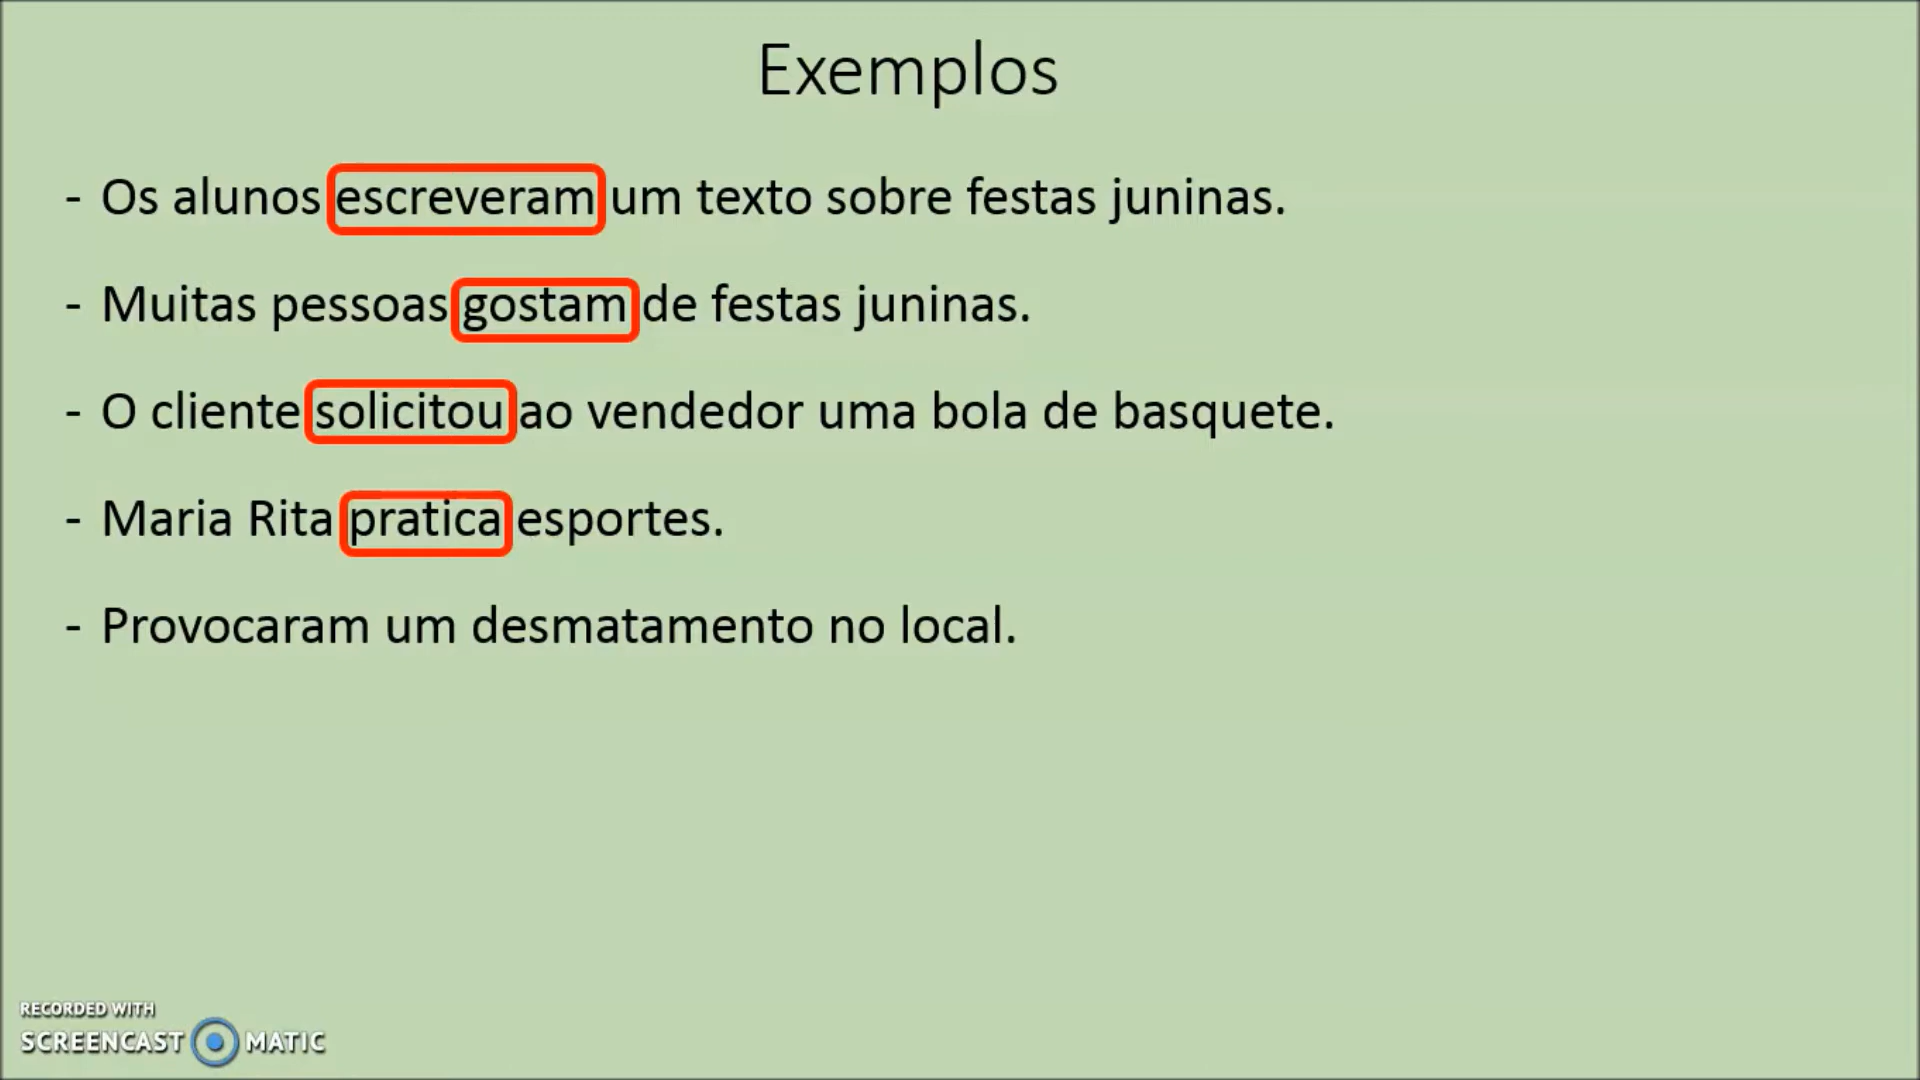 Exemplos
- Os alunos escreveram um texto sobre festas juninas.
- Muitas pessoas gostam de festas juninas.
- O cliente solicitou ao vendedor uma bola de basquete.
- Maria Rita pratica esportes.
- Provocaram um desmatamento no local.
RECORDED WITH
SCREENCAST MATIC